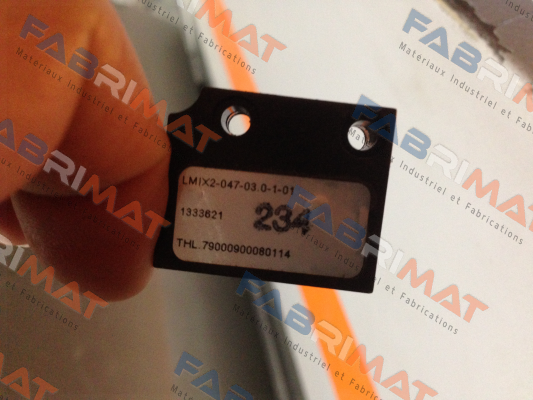 LMIX2-047-03.0-1-01
1333621
234
THL.79000900080114
FABRIMAT
Materiaux Industriel et Fabrications